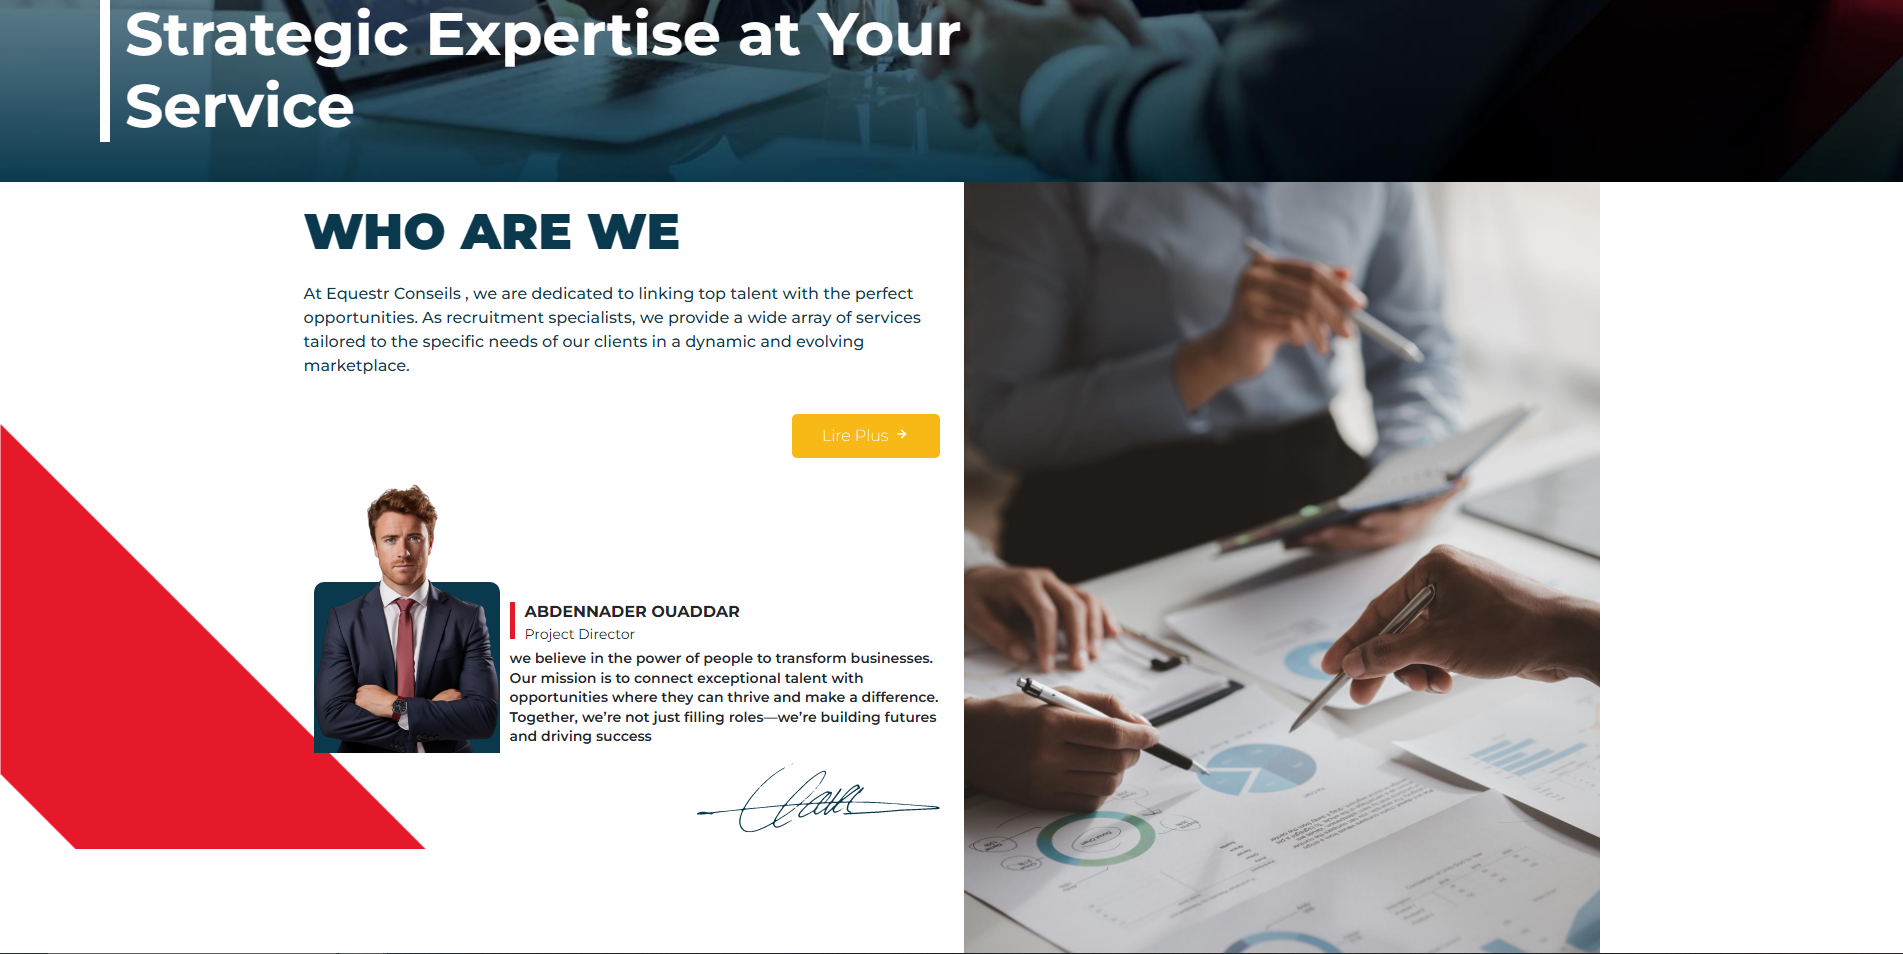 Strategic Expertise at Your
Service
WHO ARE WE
At Equestr Conseils , we are dedicated to linking top talent with the perfect
opportunities. As recruitment specialists, we provide a wide array of services
tailored to the specific needs of our clients in a dynamic and evolving
marketplace.
Lire Plus →
ABDENNADER OUADDAR
Project Director
we believe in the power of people to transform businesses.
Our mission is to connect exceptional talent with
opportunities where they can thrive and make a difference.
Together, we’re not just filling roles—we’re building futures
and driving success